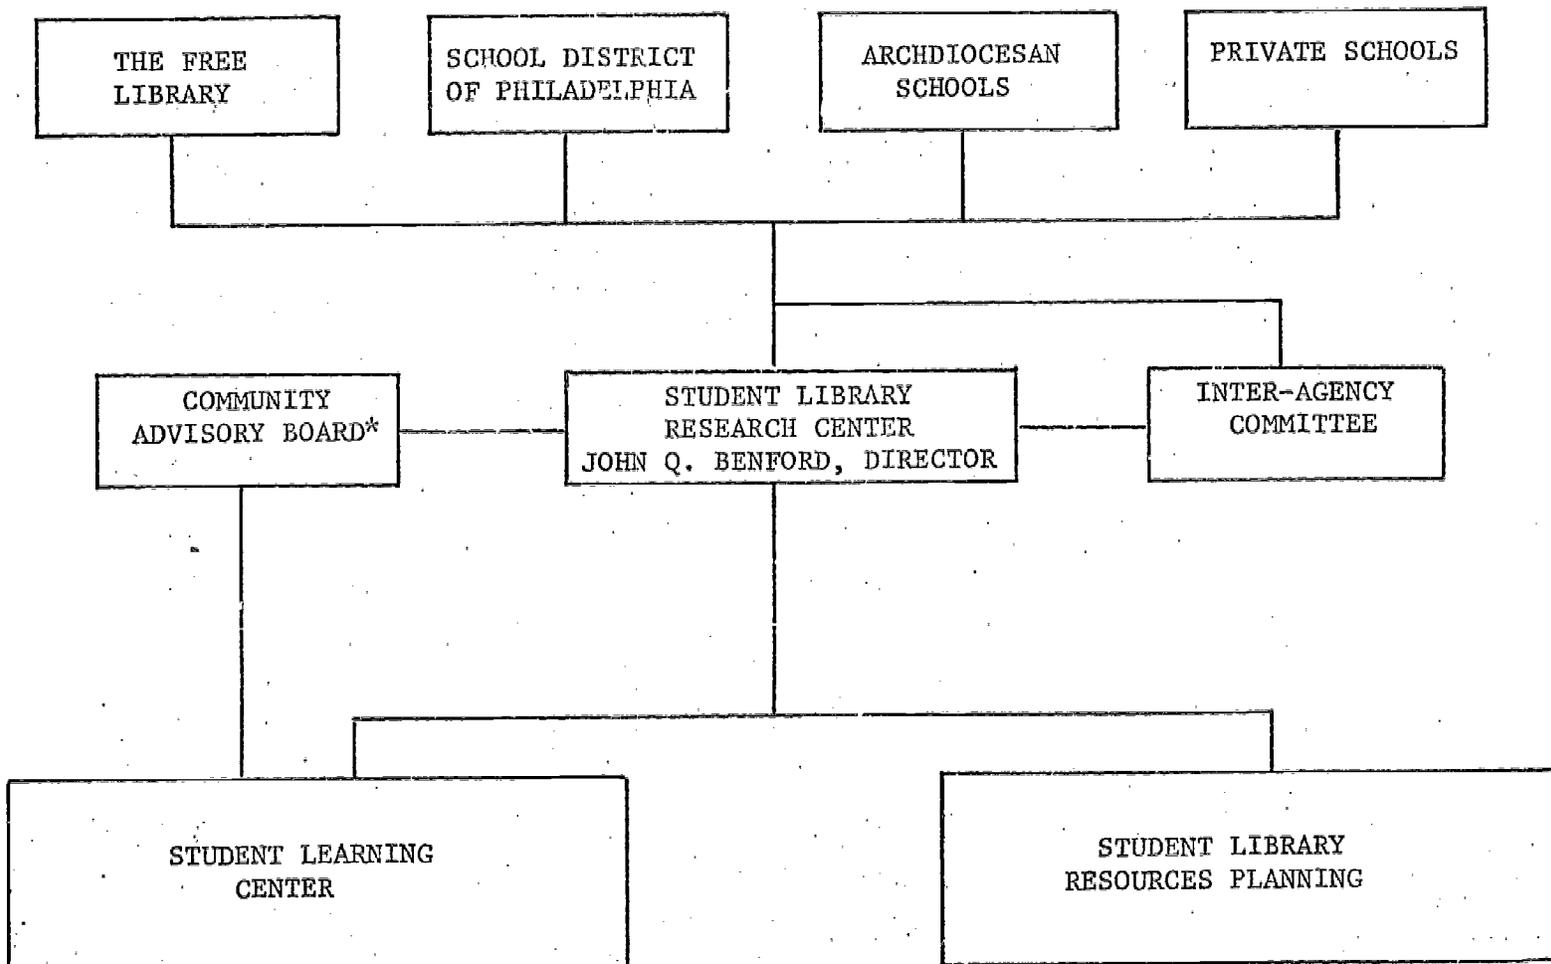 THE FREE
LIBRARY
SCHOOL DISTRICT
OF PHILADELPHIA
ARCHDIOCESAN
SCHOOLS
PRIVATE SCHOOLS
COMMUNITY
ADVISORY BOARD*
STUDENT LIBRARY
RESEARCH CENTER
JOHN Q. BENFORD, DIRECTOR
INTER-AGENCY
COMMITTEE
STUDENT LEARNING
CENTER
STUDENT LIBRARY
RESOURCES PLANNING